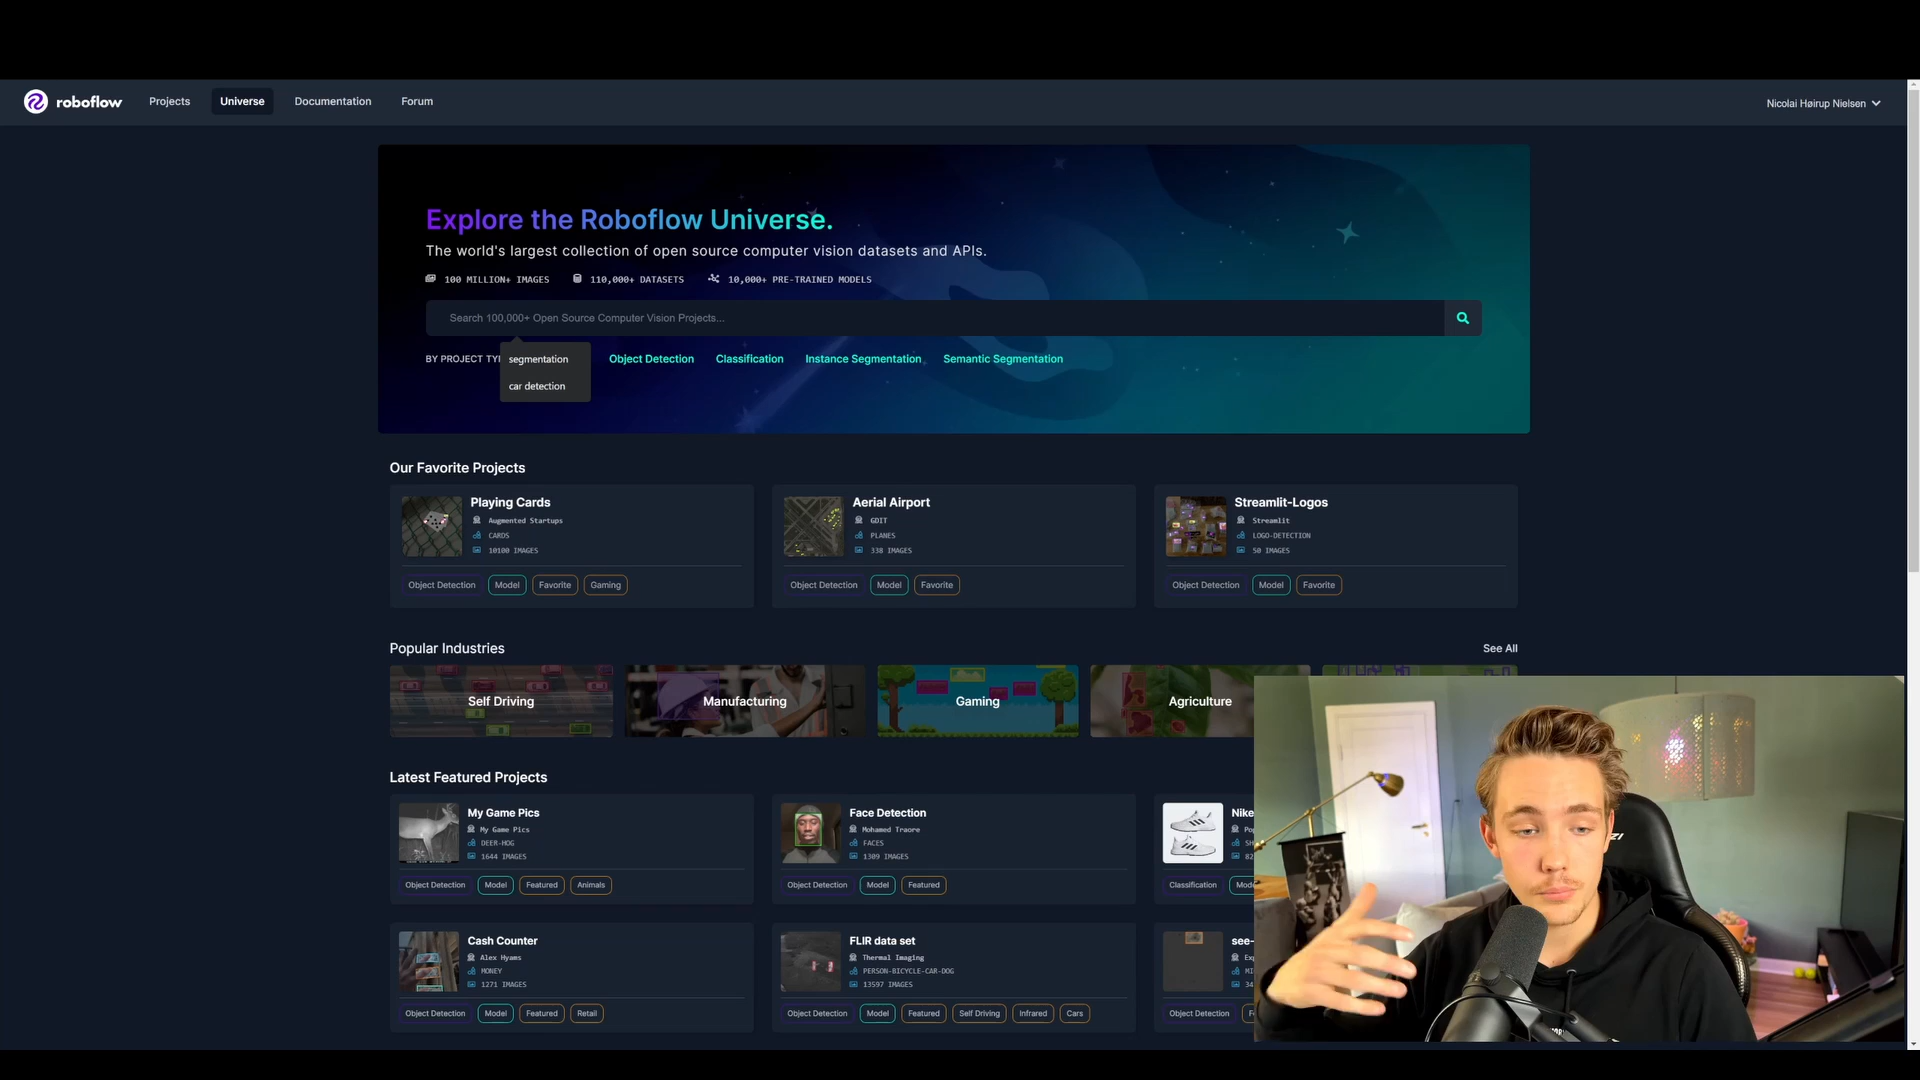 roboflow
Projects
Universe
Documentation
Forum
Nicolai Høirup Nielsen
Explore the Roboflow Universe.
The world's largest collection of open source computer vision datasets and APIs.
100 MILLION+ IMAGES
110,000+ DATASETS
10,000+ PRE-TRAINED MODELS
Search 100,000+ Open Source Computer Vision Projects...
BY PROJECT
segmentation
car detection
Object Detection
Classification
Instance Segmentation
Semantic Segmentation
Our Favorite Projects
Playing Cards
Augmented Startups
CARDS
10100 IMAGES
Object Detection
Model
Favorite
Gaming
Aerial Airport
GDIT
PLANES
338 IMAGES
Object Detection
Model
Favorite
Streamlit-Logos
Streamlit
LOGO-DETECTION
50 IMAGES
Object Detection
Model
Favorite
Popular Industries
See All
Self Driving
Manufacturing
Gaming
Agriculture
Latest Featured Projects
My Game Pics
My Game Pics
DEER-HOG
1644 IMAGES
Object Detection
Model
Featured
Animals
Face Detection
Mohamed Traore
FACES
1309 IMAGES
Object Detection
Model
Featured
Nike
Classification
Cash Counter
Alex Hyams
MONEY
1271 IMAGES
Object Detection
Model
Featured
Retail
FLIR data set
Thermal Imaging
PERSON-BICYCLE-CAR-DOG
13597 IMAGES
Object Detection
Model
Featured
Self Driving
Infrared
Cars
see-
Object Detection